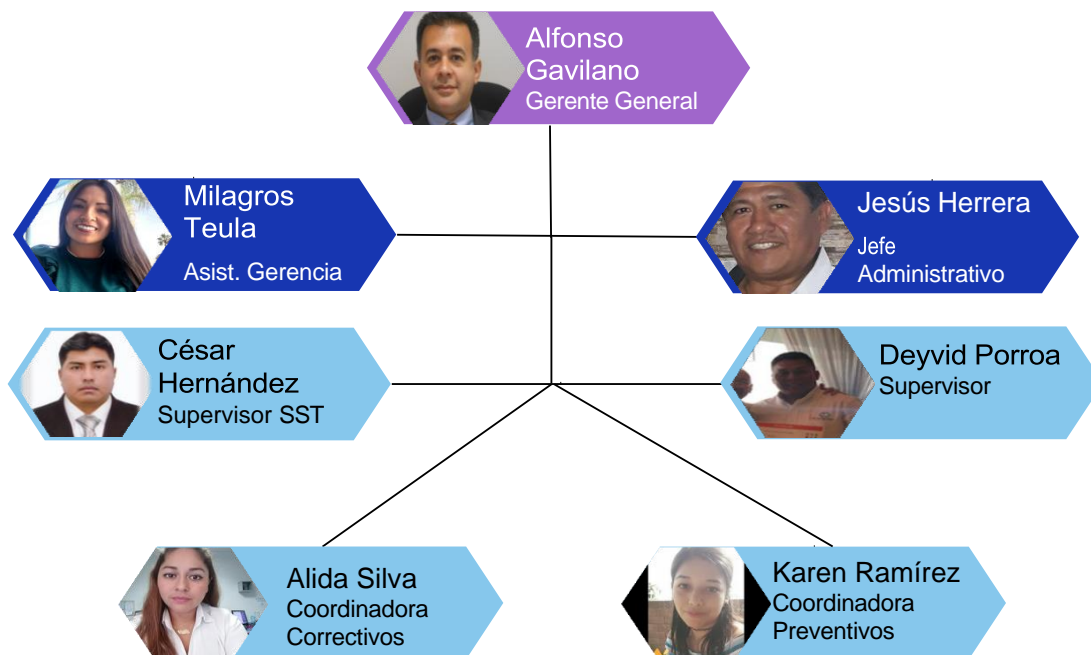 Alfonso
Gavilano
Gerente General
Milagros
Teula
Asist. Gerencia
Jesús Herrera
Jefe
Administrativo
César
Hernández
Supervisor SST
Deyvid Porroa
Supervisor
Alida Silva
Coordinadora
Correctivos
Karen Ramírez
Coordinadora
Preventivos